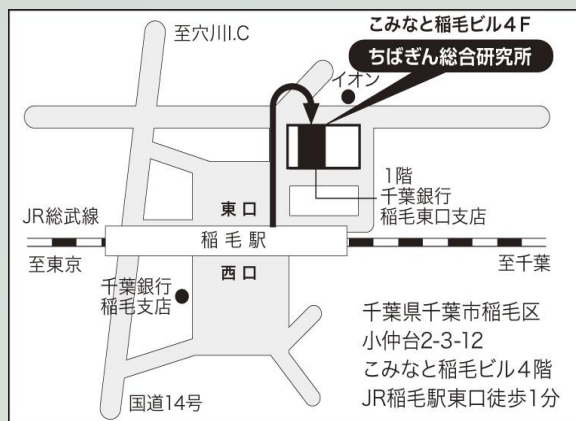 こみなと稲毛ビル4F
ちばぎん総合研究所
至穴川I.C
イオン
1階
千葉銀行
稲毛東口支店
東口
JR総武線
稲毛駅
至東京
至千葉
西口
千葉銀行
稲毛支店
国道14号
千葉県千葉市稲毛区
小仲台2-3-12
こみなと稲毛ビル4階
JR稲毛駅東口徒歩1分